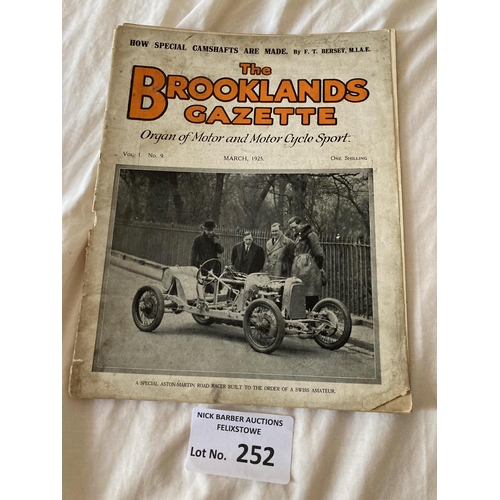 HOW SPECIAL CAMSHAFTS ARE MADE. By F. T. BERSEY, M.I.A.E.
The
BROOKLANDS
GAZETTE
Organ of Motor and Motor Cycle Sport.
VOL. 1. No. 9. MARCH, 1925. ONE SHILLING
A SPECIAL ASTON-MARTIN ROAD RACER BUILT TO THE ORDER OF A SWISS AMATEUR.
NICK BARBER AUCTIONS
FELIXSTOWE
Lot No. 252